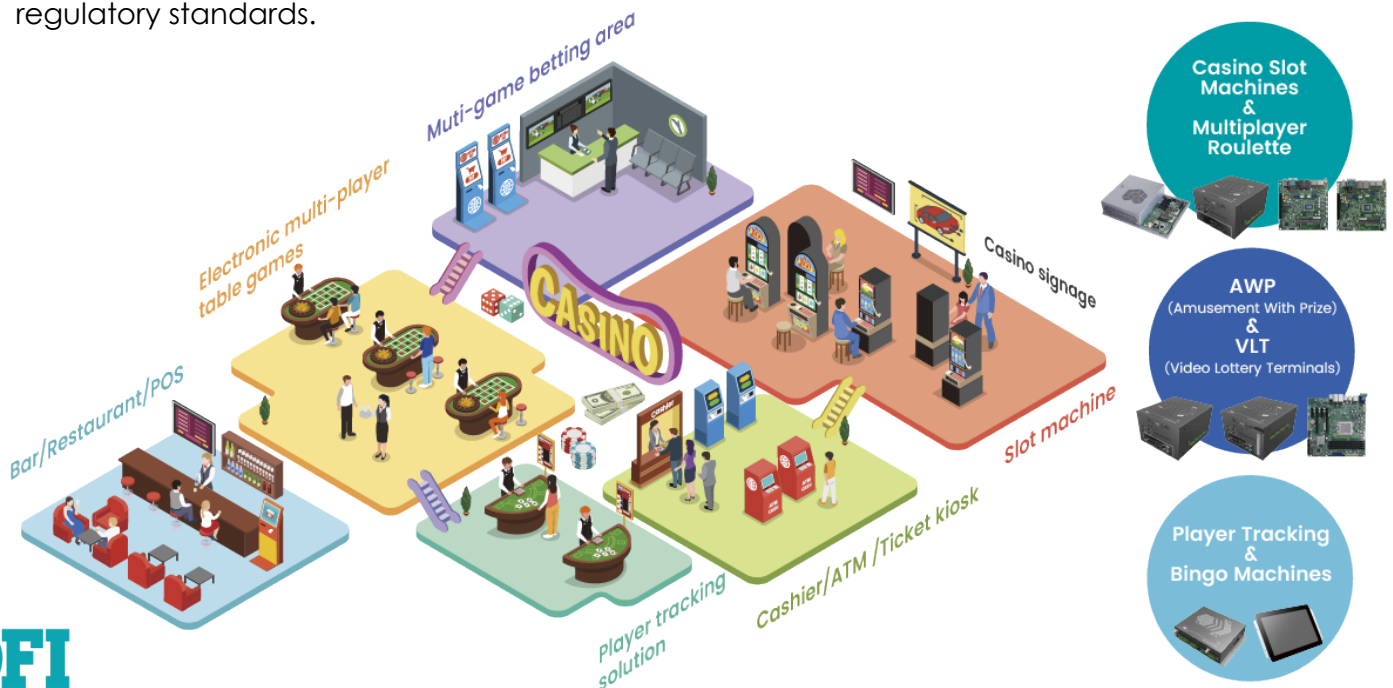 regulatory standards.
Muti-game betting area
Electronic multi-player
table games
Bar/Restaurant/POS
CASINO
Casino signage
Slot machine
cashier
Cashier/ATM /Ticket kiosk
Player tracking
solution
Casino Slot
Machines
&
Multiplayer
Roulette
AWP
(Amusement With Prize)
&
VLT
(Video Lottery Terminals)
Player Tracking
&
Bingo Machines
FI